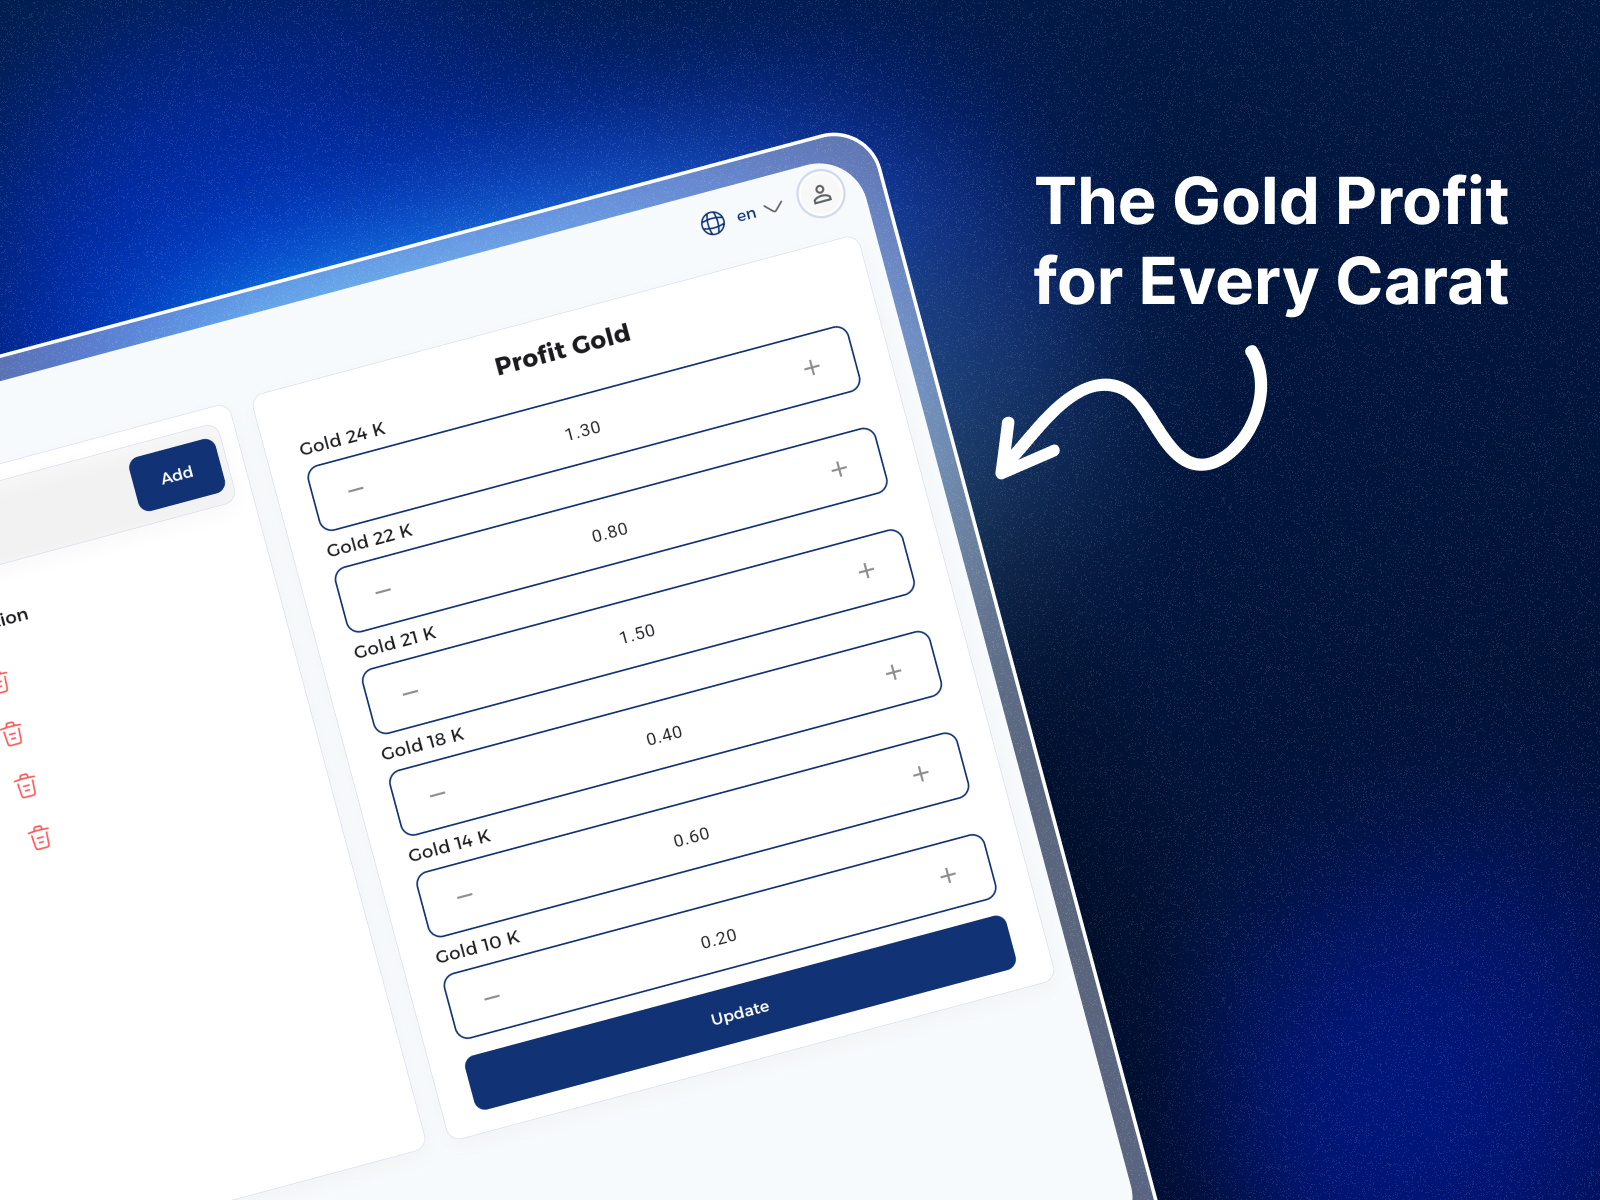 The Gold Profit
for Every Carat
en
Profit Gold
Gold 24 K
1.30
Gold 22 K
0.80
Gold 21 K
1.50
Gold 18 K
0.40
Gold 14 K
0.60
Gold 10 K
0.20
Update
Add
ion